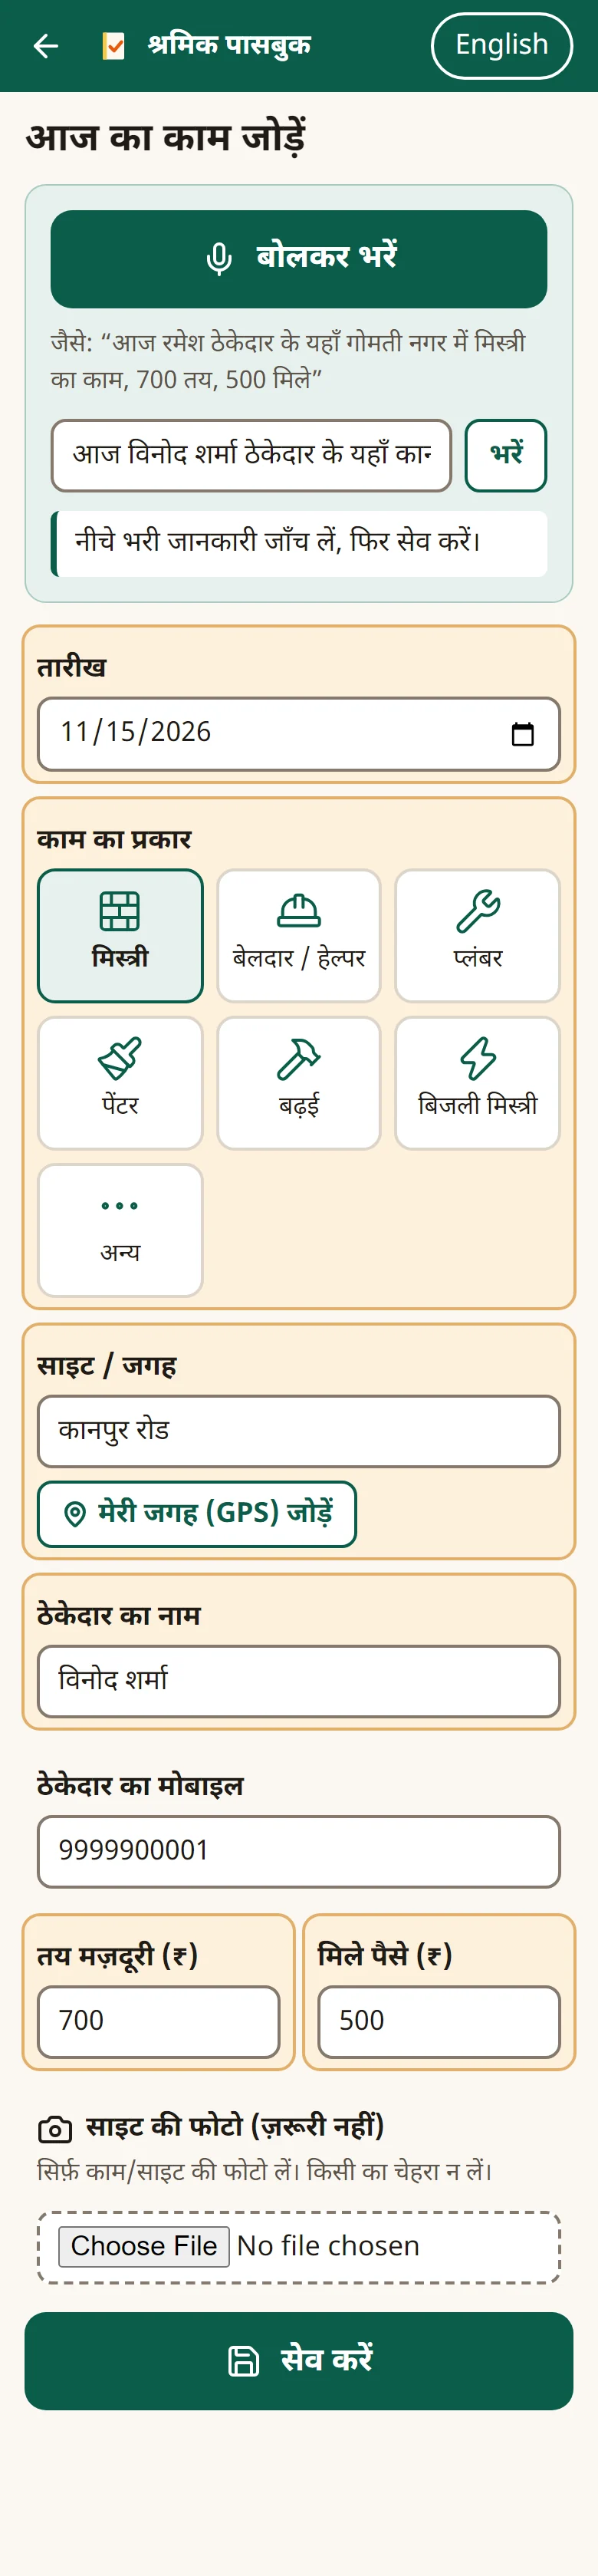 श्रमिक पासबुक
English
आज का काम जोड़ें
बोलकर भरें
जैसे: “आज रमेश ठेकेदार के यहाँ गोमती नगर में मिस्त्री
का काम, 700 तय, 500 मिले”
आज विनोद शर्मा ठेकेदार के यहाँ
भरें
नीचे भरी जानकारी जाँच लें, फिर सेव करें।
तारीख
11/15/2026
काम का प्रकार
मिस्त्री
बेलदार / हेल्पर
प्लंबर
पेंटर
बढ़ई
बिजली मिस्त्री
अन्य
साइट / जगह
कानपुर रोड
मेरी जगह (GPS) जोड़ें
ठेकेदार का नाम
विनोद शर्मा
ठेकेदार का मोबाइल
9999900001
तय मज़दूरी (₹)
मिले पैसे (₹)
700
500
साइट की फोटो (ज़रूरी नहीं)
सिर्फ़ काम/साइट की फोटो लें। किसी का चेहरा न लें।
Choose File No file chosen
सेव करें